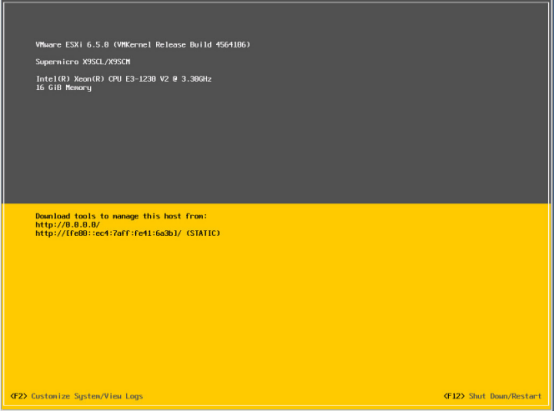 VMware ESXi 6.5.0 (VMKernel Release Build 4564106)
Supermicro X9SCL/X9SCM
Intel(R) Xeon(R) CPU E3-1230 V2 @ 3.30GHz
16 GiB Memory
Download tools to manage this host from:
http://0.0.0.0/
http://[fe80::ec4:7aff:fe41:6a3b]/ (STATIC)
<F2> Customize System/View Logs
<F12> Shut Down/Restart